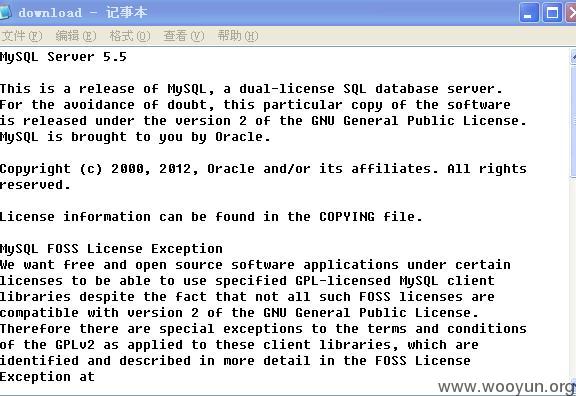 download - 记事本
文件(F) 编辑(E) 格式(O) 查看(V) 帮助(H)
MySQL Server 5.5
This is a release of MySQL, a dual-license SQL database server.
For the avoidance of doubt, this particular copy of the software
is released under the version 2 of the GNU General Public License.
MySQL is brought to you by Oracle.
Copyright (c) 2000, 2012, Oracle and/or its affiliates. All rights
reserved.
License information can be found in the COPYING file.
MySQL FOSS License Exception
We want free and open source software applications under certain
licenses to be able to use specified GPL-licensed MySQL client
libraries despite the fact that not all such FOSS licenses are
compatible with version 2 of the GNU General Public License.
Therefore there are special exceptions to the terms and conditions
of the GPLv2 as applied to these client libraries, which are
identified and described in more detail in the FOSS License
Exception at
www.wooyun.org